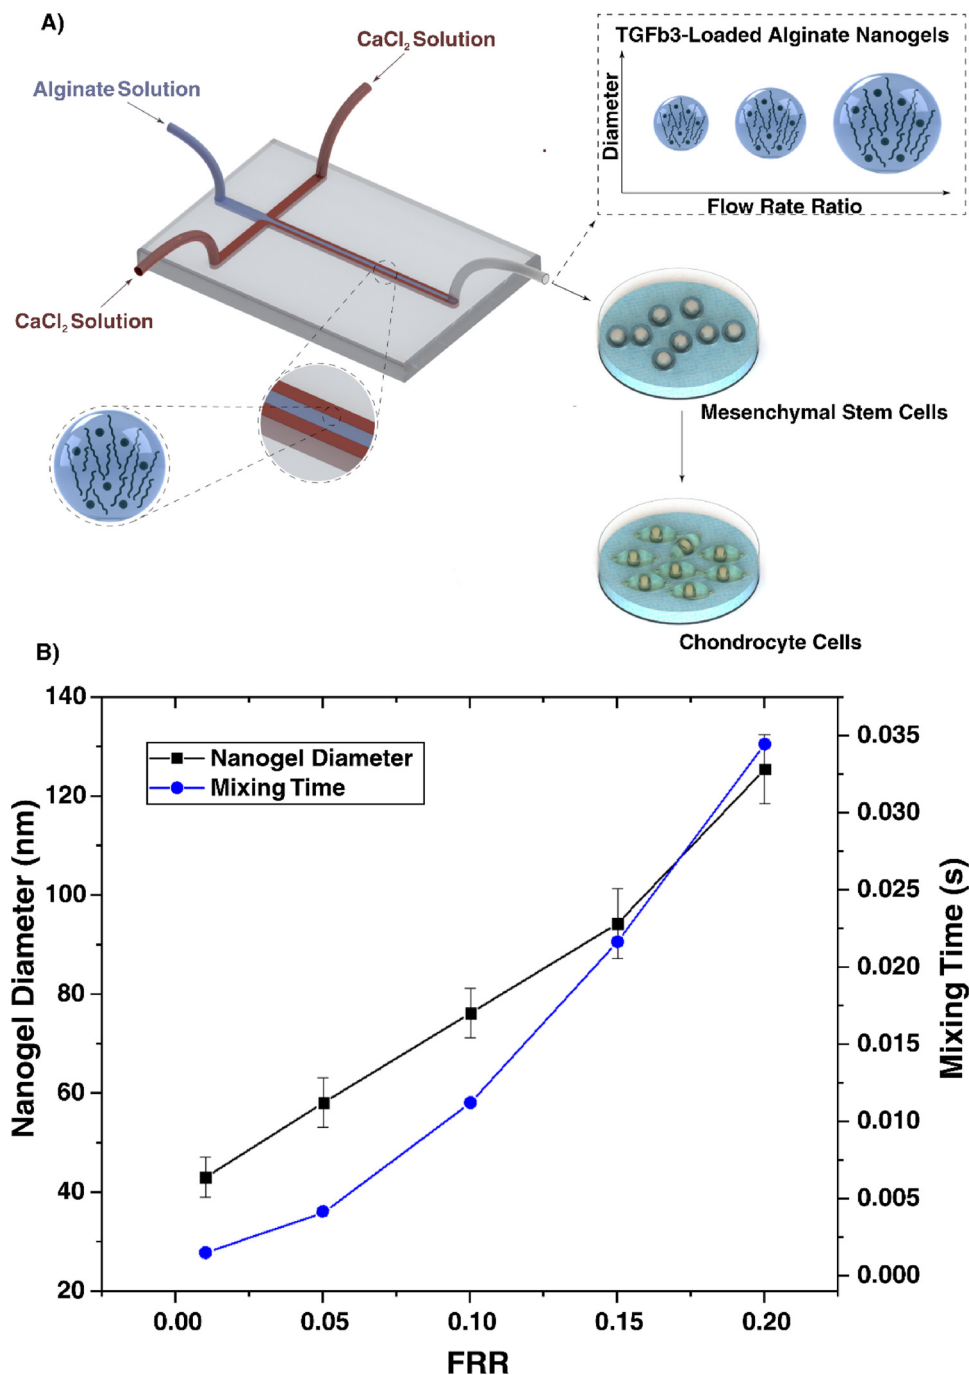 A)
CaCl₂ Solution
Alginate Solution
CaCl₂ Solution
TGFb3-Loaded Alginate Nanogels
Diameter
Flow Rate Ratio
Mesenchymal Stem Cells
Chondrocyte Cells
B)
Nanogel Diameter
Mixing Time
Nanogel Diameter (nm)
140
120
100
80
60
40
20
Mixing Time (s)
0.035
0.030
0.025
0.020
0.015
0.010
0.005
0.000
0.00 0.05 0.10 0.15 0.20
FRR